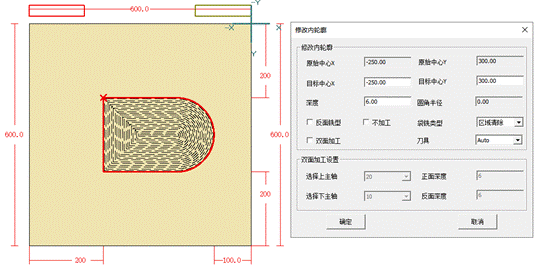 600.0
-Y
-X
X
Y
200
600.0
600.0
200
200
100.0
修改内轮廓
修改内轮廓
原始中心X
-250.00
原始中心Y
300.00
目标中心X
-250.00
目标中心Y
300.00
深度
6.00
圆角半径
0.00
反面铣型
不加工
袋铣类型
区域清除
双面加工
刀具
Auto
双面加工设置
选择上主轴
20
正面深度
6
选择下主轴
10
反面深度
6
确定
取消